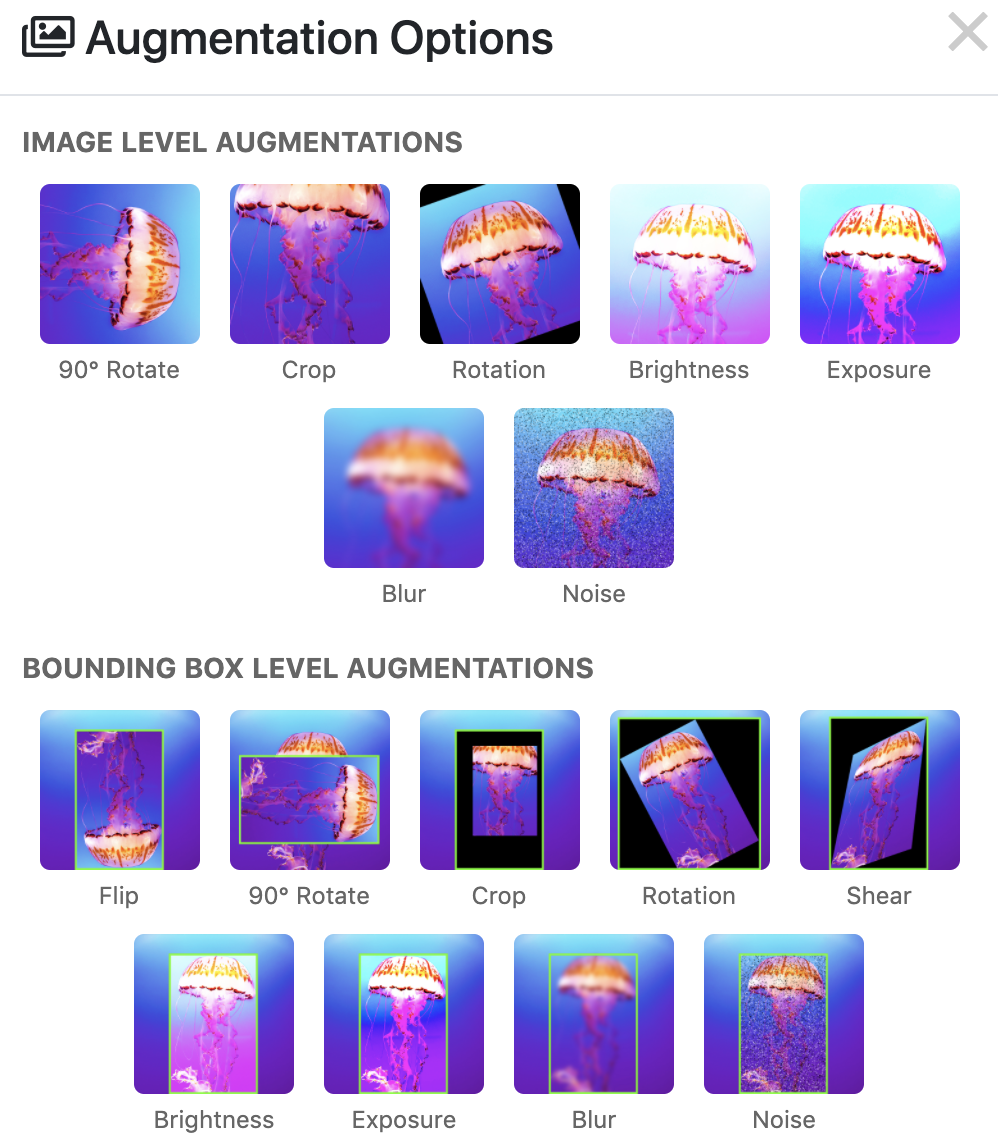 Augmentation Options
IMAGE LEVEL AUGMENTATIONS
90° Rotate
Crop
Rotation
Brightness
Exposure
Blur
Noise
BOUNDING BOX LEVEL AUGMENTATIONS
Flip
90° Rotate
Crop
Rotation
Shear
Brightness
Exposure
Blur
Noise